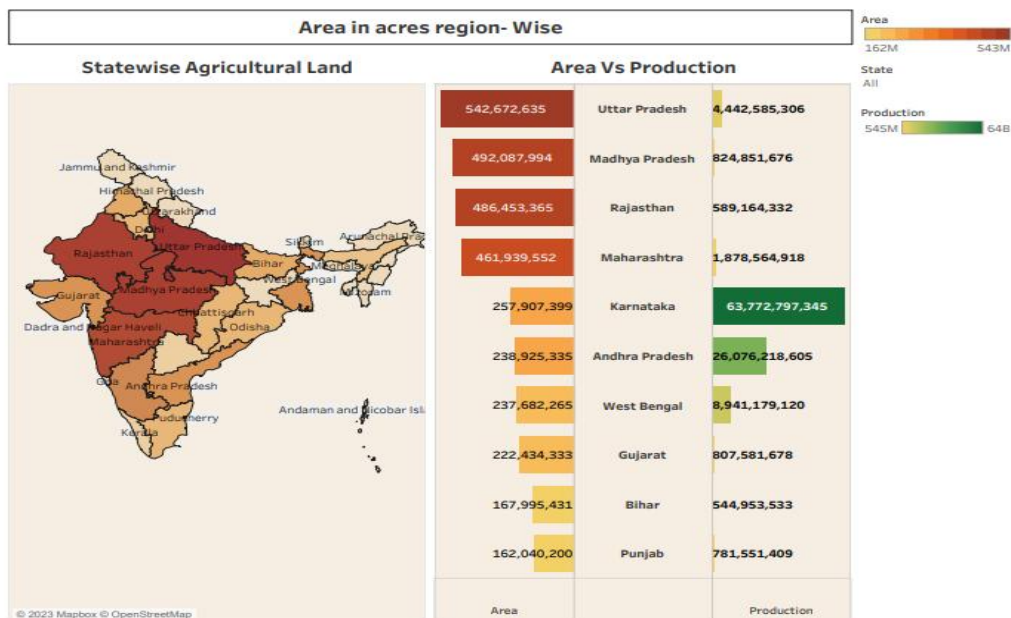 Area in acres region- Wise
Statewise Agricultural Land
Jammu and Kashmir
Himachal Pradesh
Uttarakhand
Delhi
Rajasthan
Uttar Pradesh
Sikkim
Arunachal Pra
Bihar
Meghalaya
Gujarat
Madhya Pradesh
West Bengal
Mizoram
Chhattisgarh
Dadra and Nagar Haveli
Odisha
Maharashtra
Goa
Andhra Pradesh
Andaman and Nicobar Isl
Puducherry
Kerala
© 2023 Mapbox © OpenStreetMap
Area Vs Production
542,672,635 Uttar Pradesh 4,442,585,306
492,087,994 Madhya Pradesh 824,851,676
486,453,365 Rajasthan 589,164,332
461,939,552 Maharashtra 1,878,564,918
257,907,399 Karnataka 63,772,797,345
238,925,335 Andhra Pradesh 26,076,218,605
237,682,265 West Bengal 8,941,179,120
222,434,333 Gujarat 807,581,678
167,995,431 Bihar 544,953,533
162,040,200 Punjab 781,551,409
Area Production
Area
162M 543M
State
All
Production
545M 64B